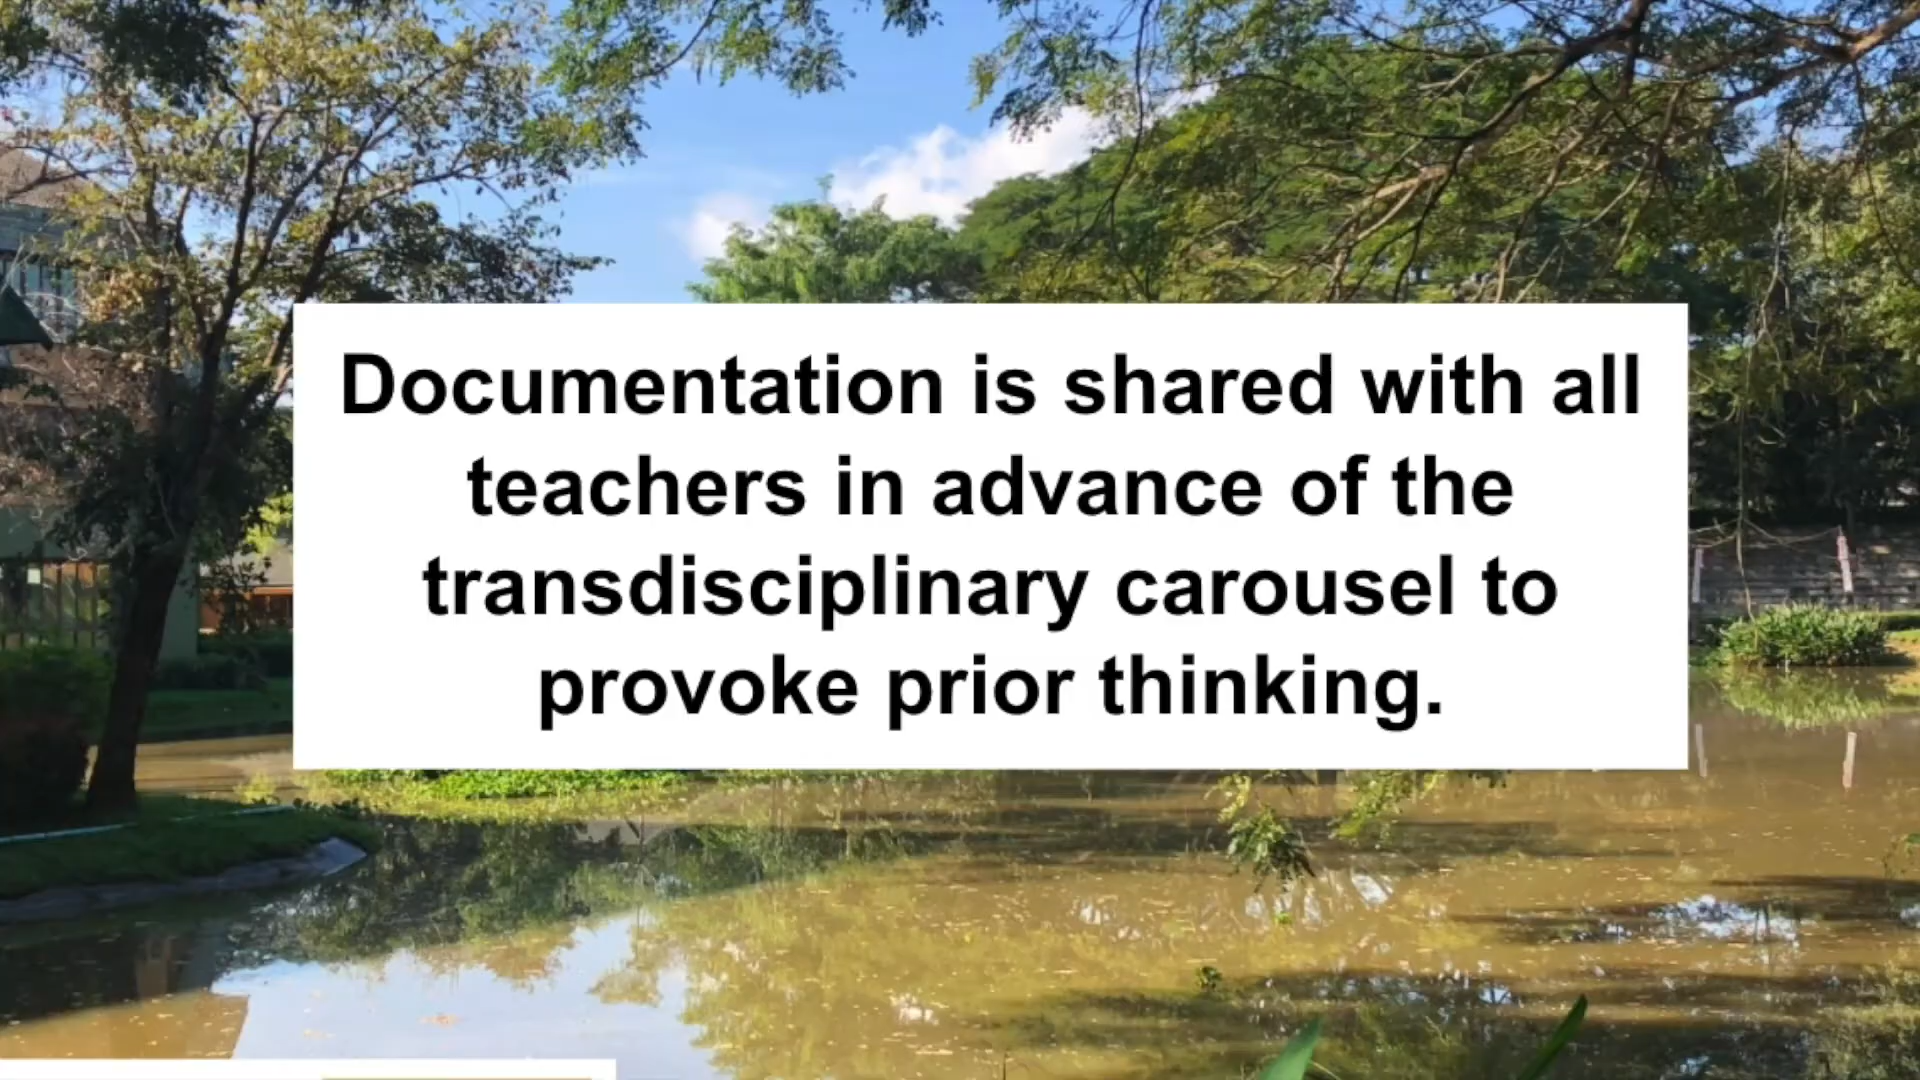 Documentation is shared with all
teachers in advance of the
transdisciplinary carousel to
provoke prior thinking.